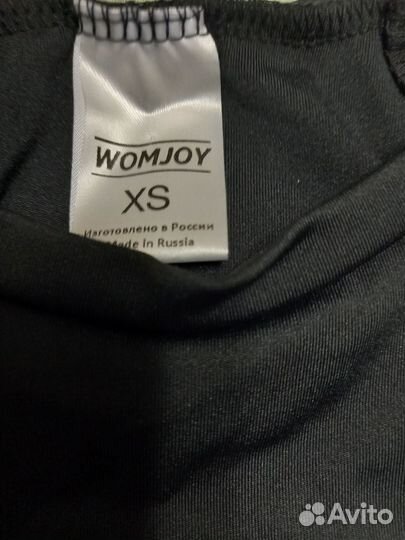 WOMJOY
XS
Изготовлено в России
Made in Russia
Avito